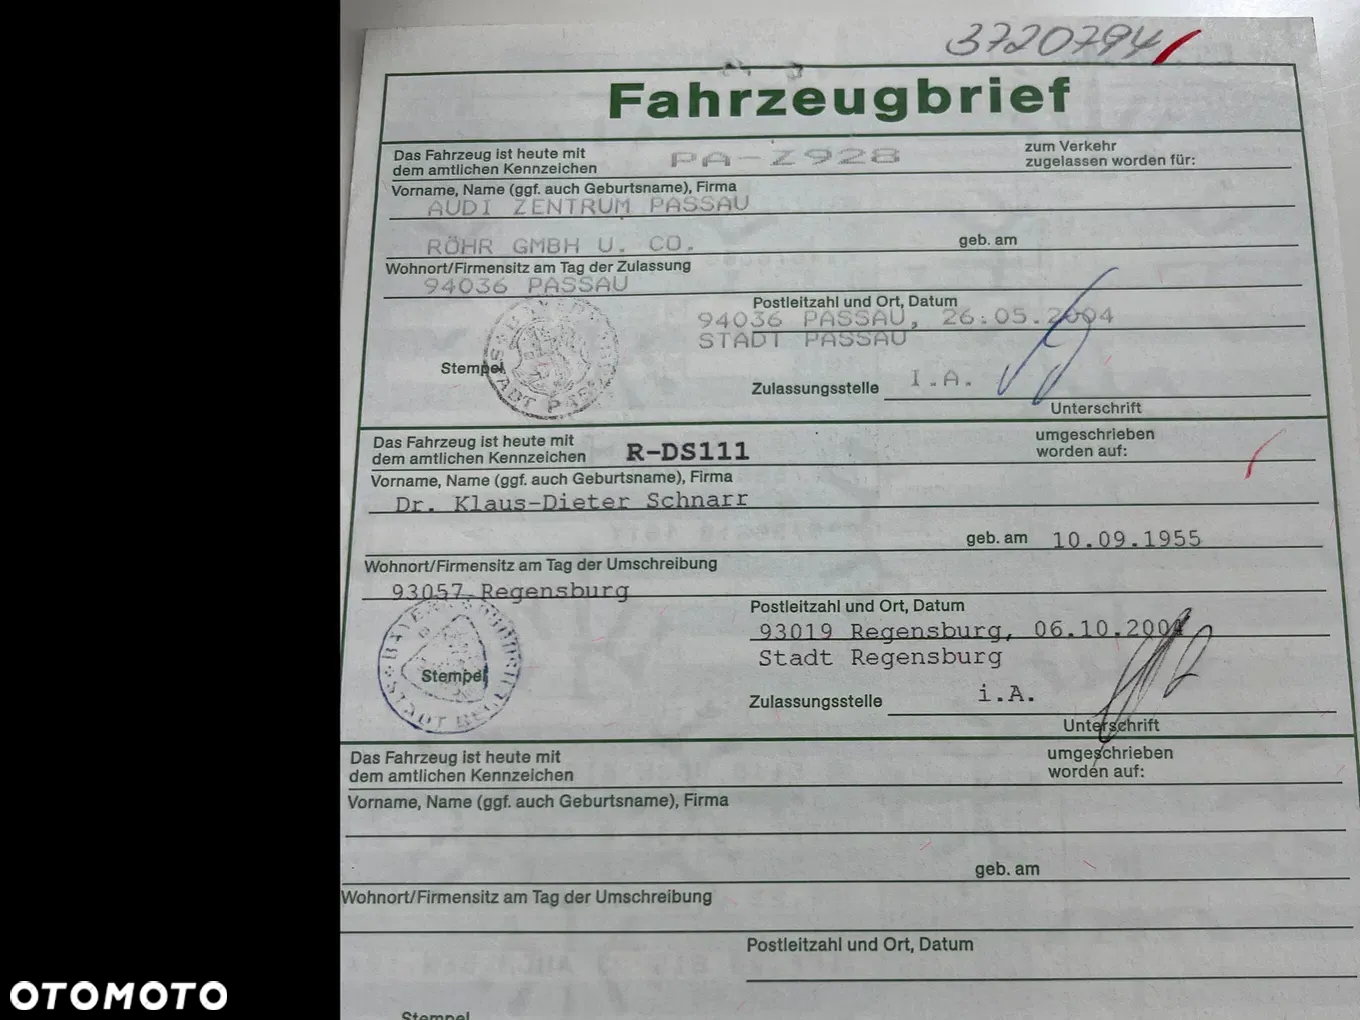 3720794
Fahrzeugbrief
Das Fahrzeug ist heute mit
dem amtlichen Kennzeichen PA-Z928
zum Verkehr
zugelassen worden für:
Vorname, Name (ggf. auch Geburtsname), Firma
AUDI ZENTRUM PASSAU
RÖHR GMBH U. CO.
geb. am
Wohnort/Firmensitz am Tag der Zulassung
94036 PASSAU
Postleitzahl und Ort, Datum
94036 PASSAU, 26.05.2004
STADT PASSAU
Stempel
Zulassungsstelle I.A.
Unterschrift
Das Fahrzeug ist heute mit
dem amtlichen Kennzeichen R-DS111
umgeschrieben
worden auf:
Vorname, Name (ggf. auch Geburtsname), Firma
Dr. Klaus-Dieter Schnarr
geb. am 10.09.1955
Wohnort/Firmensitz am Tag der Umschreibung
93057 Regensburg
Postleitzahl und Ort, Datum
93019 Regensburg, 06.10.2004
Stadt Regensburg
Stempel
Zulassungsstelle i.A.
Unterschrift
Das Fahrzeug ist heute mit
dem amtlichen Kennzeichen
umgeschrieben
worden auf:
Vorname, Name (ggf. auch Geburtsname), Firma
geb. am
Wohnort/Firmensitz am Tag der Umschreibung
Postleitzahl und Ort, Datum
Stempel
OTOMOTO